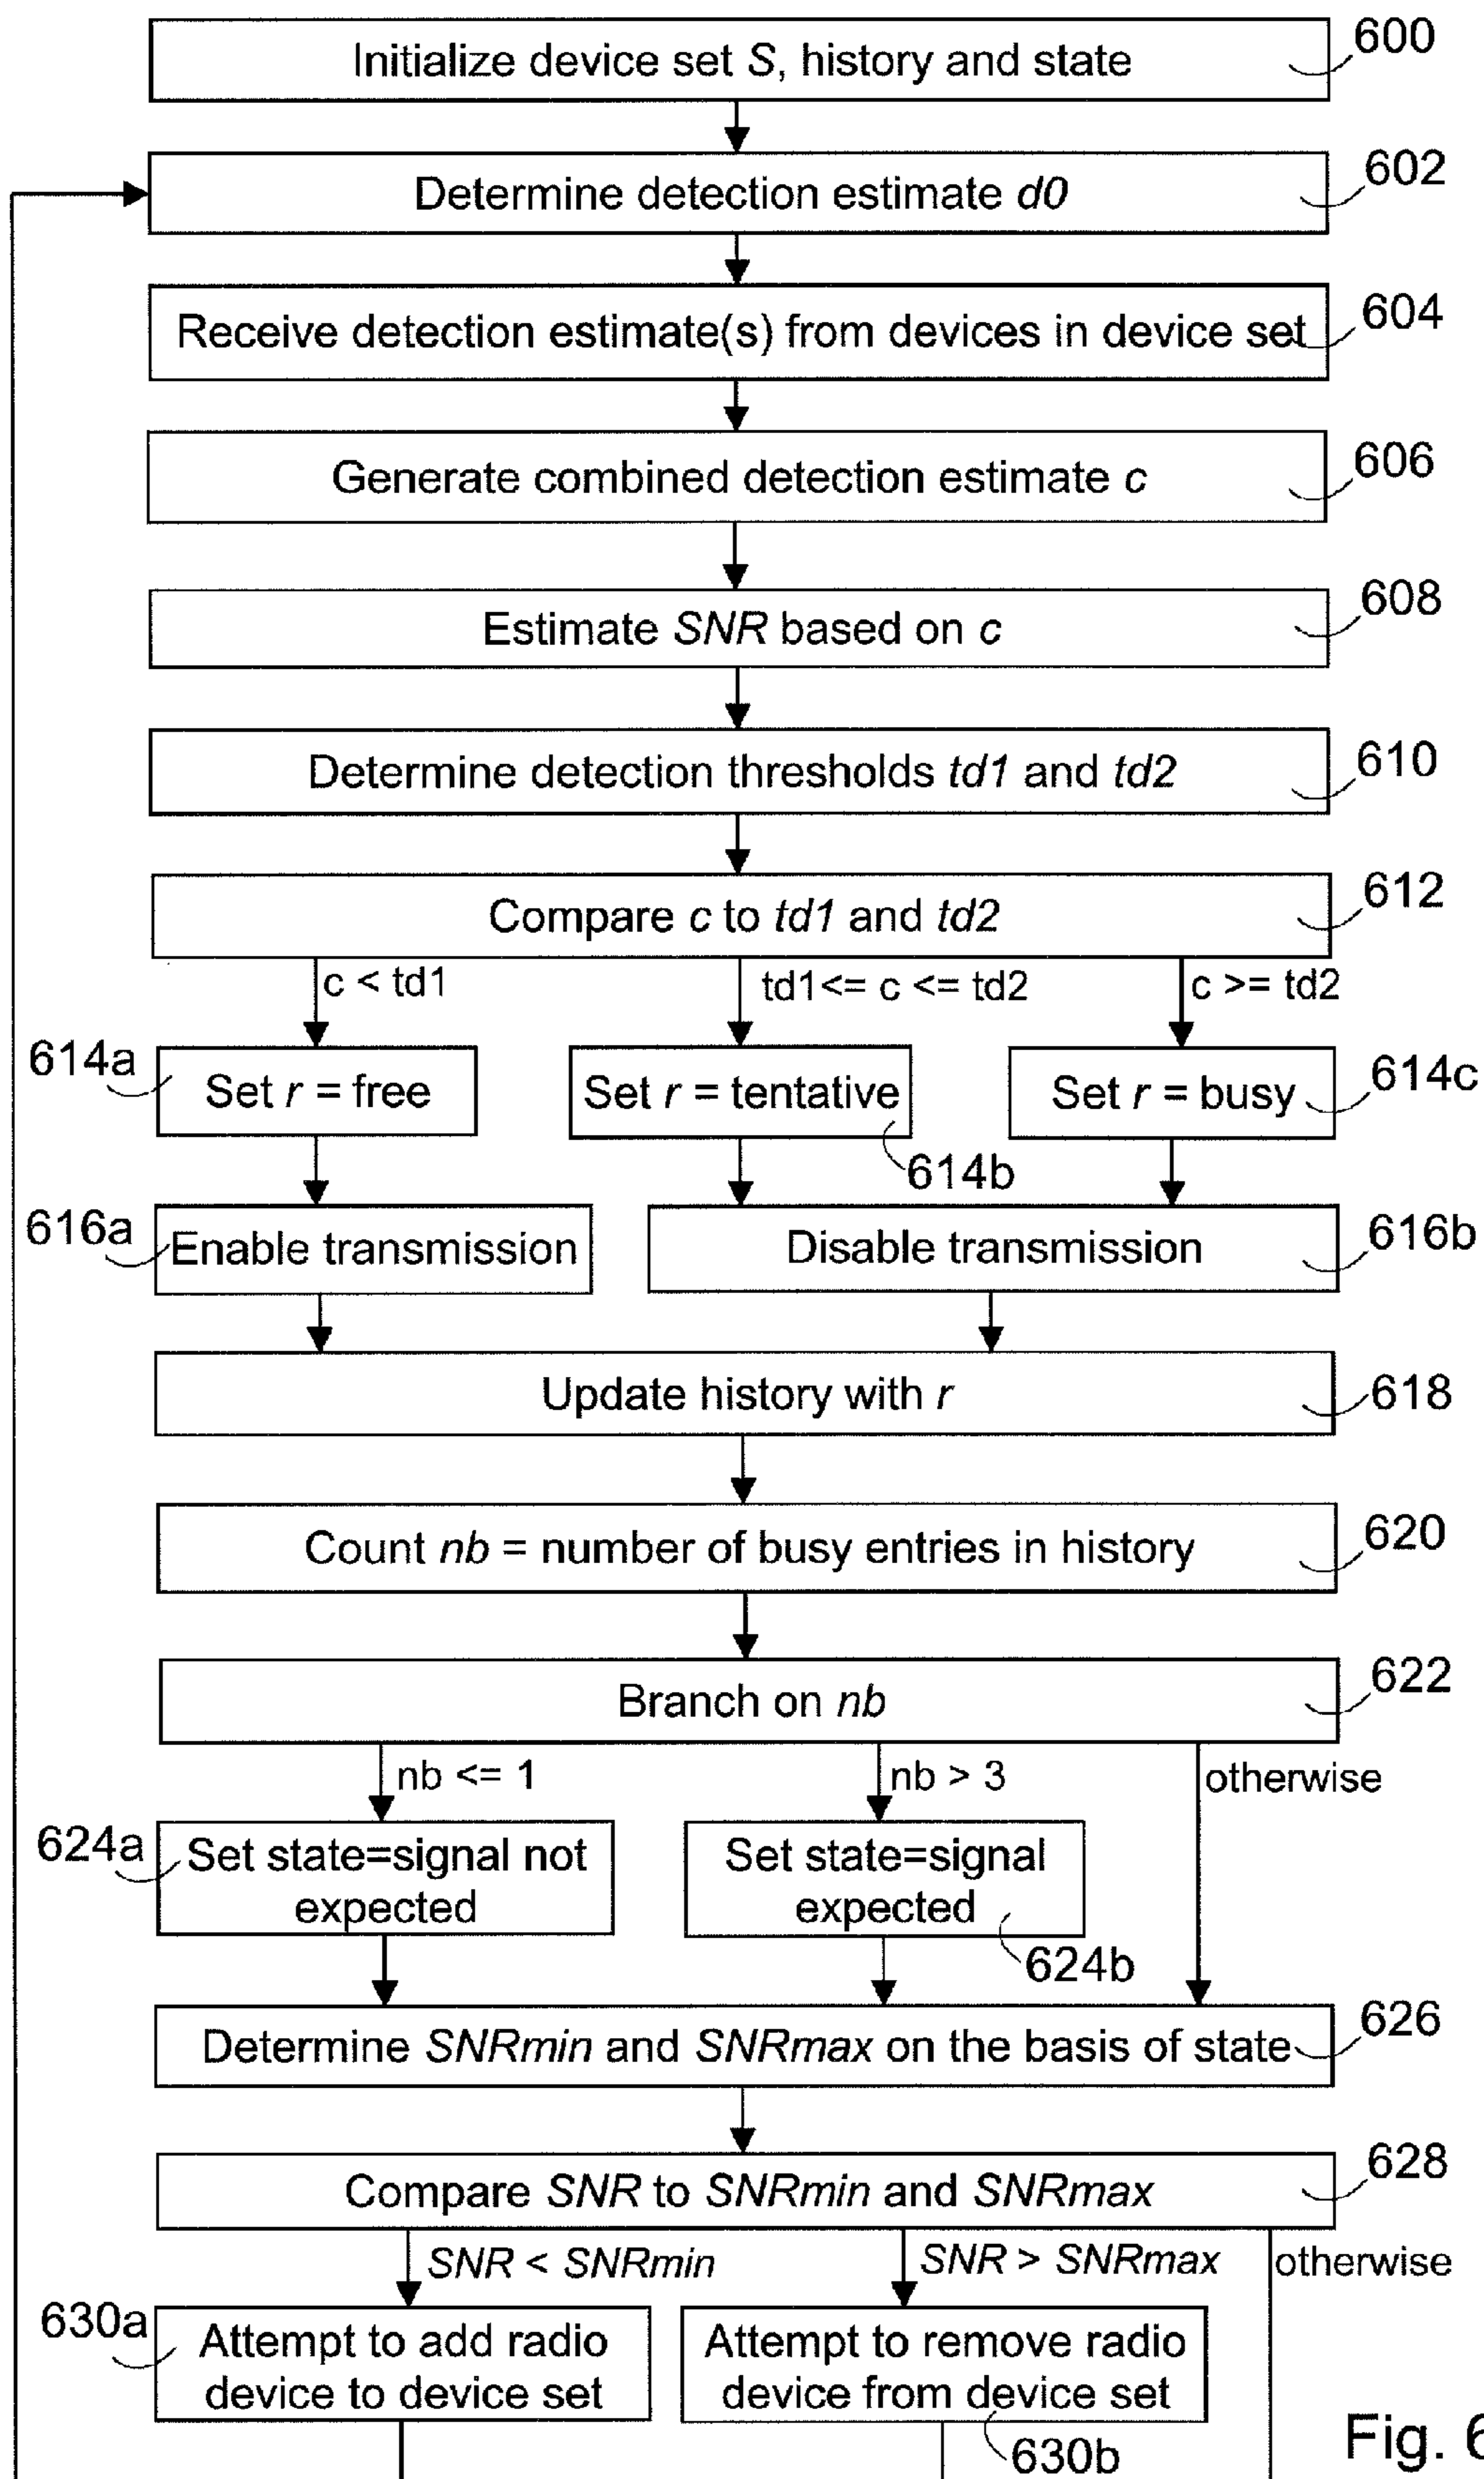 Initialize device set S, history and state
600
Determine detection estimate d0
602
Receive detection estimate(s) from devices in device set
604
Generate combined detection estimate c
606
Estimate SNR based on c
608
Determine detection thresholds td1 and td2
610
Compare c to td1 and td2
612
c < td1
td1<= c <= td2
c >= td2
614a
Set r = free
Set r = tentative
614b
Set r = busy
614c
616a
Enable transmission
Disable transmission
616b
Update history with r
618
Count nb = number of busy entries in history
620
Branch on nb
622
nb <= 1
nb > 3
otherwise
624a
Set state=signal not
expected
Set state=signal
expected
624b
Determine SNRmin and SNRmax on the basis of state
626
Compare SNR to SNRmin and SNRmax
628
SNR < SNRmin
SNR > SNRmax
otherwise
630a
Attempt to add radio
device to device set
Attempt to remove radio
device from device set
630b
Fig. 6